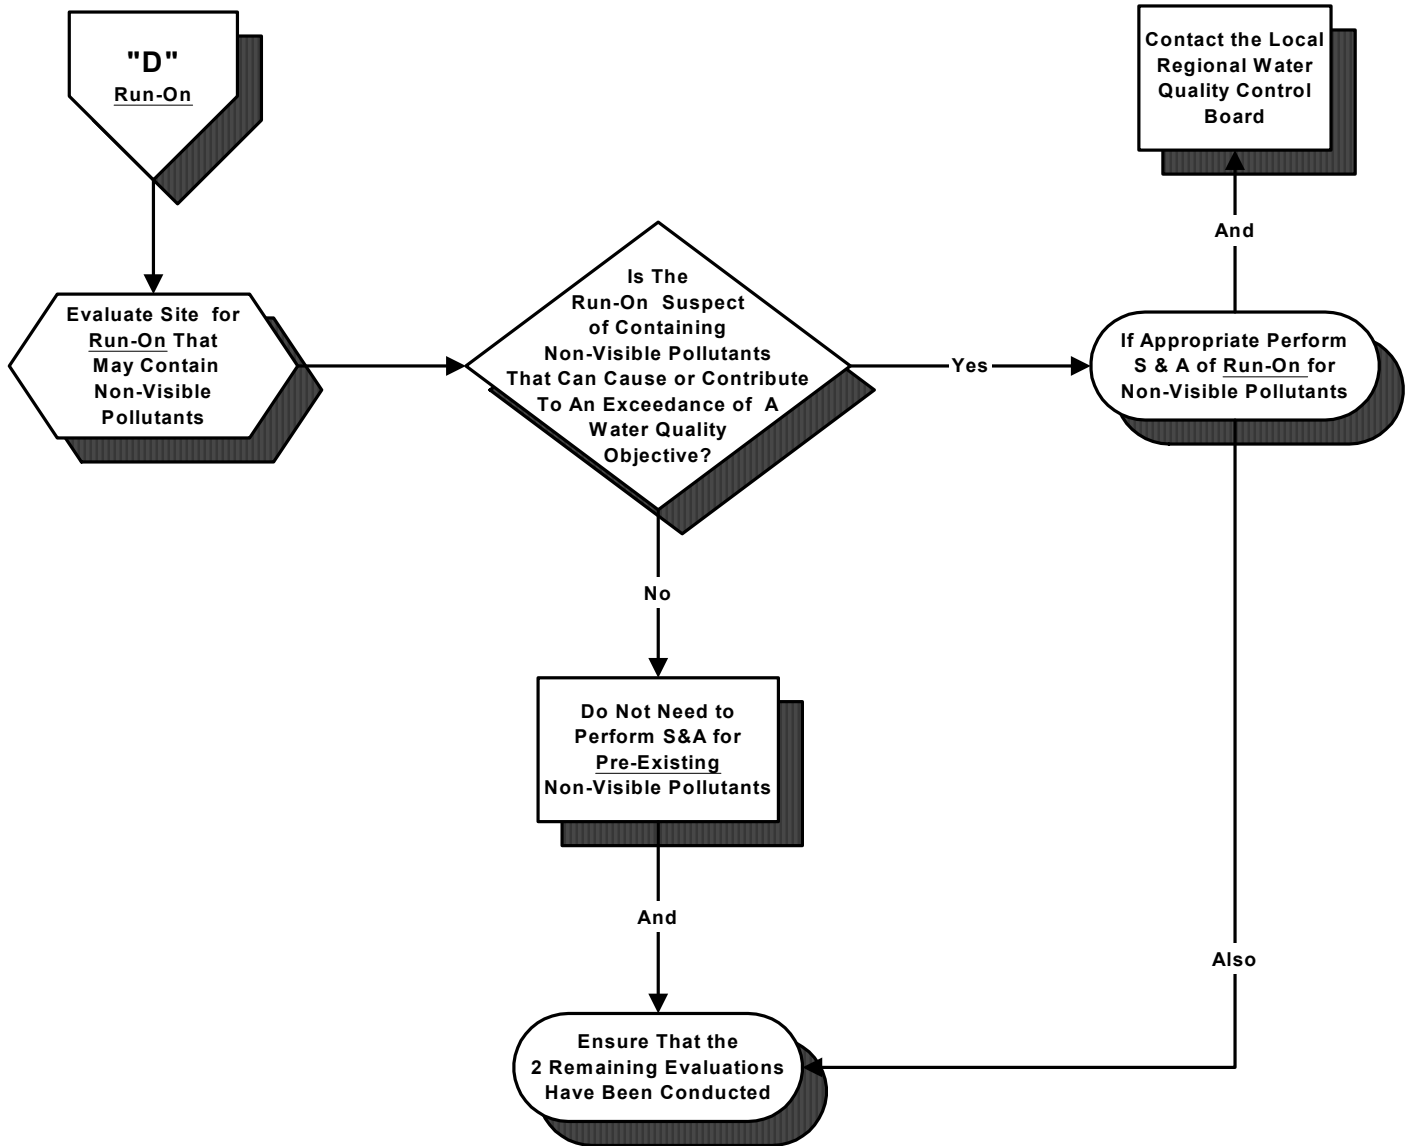 "D"
Run-On
Contact the Local
Regional Water
Quality Control
Board
And
Evaluate Site for
Run-On That
May Contain
Non-Visible
Pollutants
Is The
Run-On Suspect
of Containing
Non-Visible Pollutants
That Can Cause or Contribute
To An Exceedance of A
Water Quality
Objective?
Yes
If Appropriate Perform
S & A of Run-On for
Non-Visible Pollutants
No
Do Not Need to
Perform S&A for
Pre-Existing
Non-Visible Pollutants
And
Also
Ensure That the
2 Remaining Evaluations
Have Been Conducted